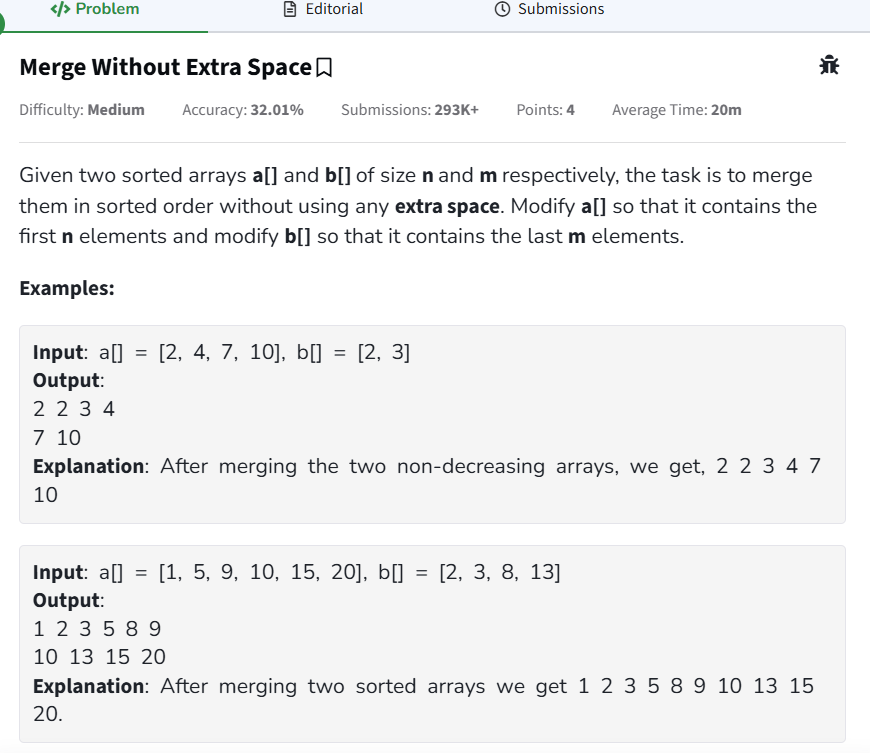 </> Problem Editorial Submissions
Merge Without Extra Space
Difficulty: Medium Accuracy: 32.01% Submissions: 293K+ Points: 4 Average Time: 20m
Given two sorted arrays a[] and b[] of size n and m respectively, the task is to merge
them in sorted order without using any extra space. Modify a[] so that it contains the
first n elements and modify b[] so that it contains the last m elements.
Examples:
Input: a[] = [2, 4, 7, 10], b[] = [2, 3]
Output:
2 2 3 4
7 10
Explanation: After merging the two non-decreasing arrays, we get, 2 2 3 4 7
10
Input: a[] = [1, 5, 9, 10, 15, 20], b[] = [2, 3, 8, 13]
Output:
1 2 3 5 8 9
10 13 15 20
Explanation: After merging two sorted arrays we get 1 2 3 5 8 9 10 13 15
20.